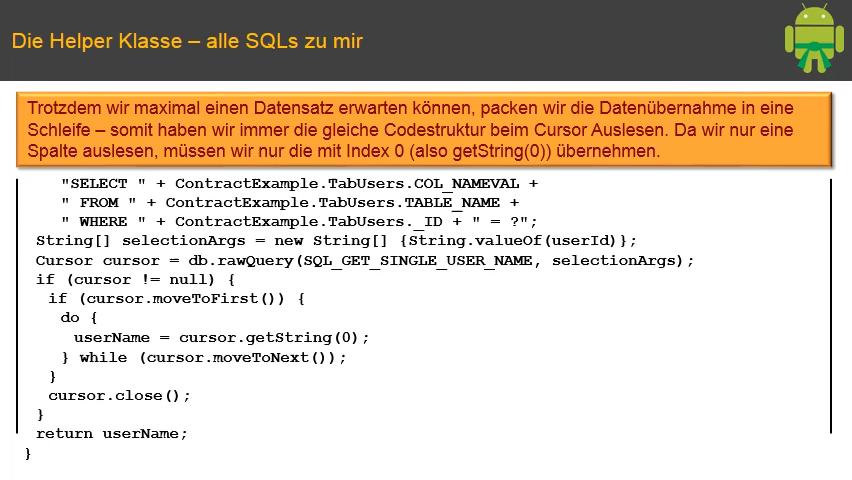 Die Helper Klasse – alle SQLs zu mir
Trotzdem wir maximal einen Datensatz erwarten können, packen wir die Datenübernahme in eine
Schleife – somit haben wir immer die gleiche Codestruktur beim Cursor Auslesen. Da wir nur eine
Spalte auslesen, müssen wir nur die mit Index 0 (also getString(0)) übernehmen.
"SELECT " + ContractExample.TabUsers.COL_NAMEVAL +
" FROM " + ContractExample.TabUsers.TABLE_NAME +
" WHERE " + ContractExample.TabUsers._ID + " = ?";
String[] selectionArgs = new String[] {String.valueOf(userId)};
Cursor cursor = db.rawQuery(SQL_GET_SINGLE_USER_NAME, selectionArgs);
if (cursor != null) {
if (cursor.moveToFirst()) {
do {
userName = cursor.getString(0);
} while (cursor.moveToNext());
}
cursor.close();
}
return userName;
}